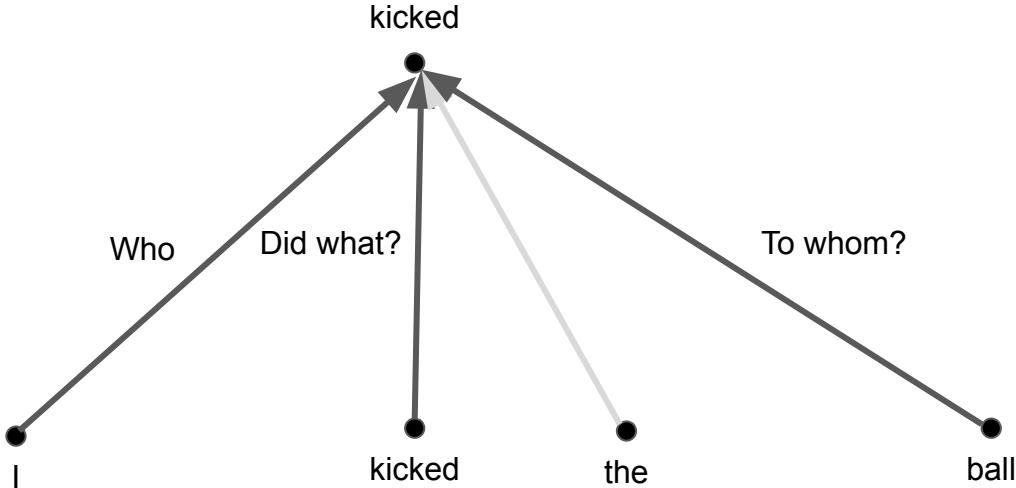 kicked
Who
Did what?
To whom?
I
kicked
the
ball